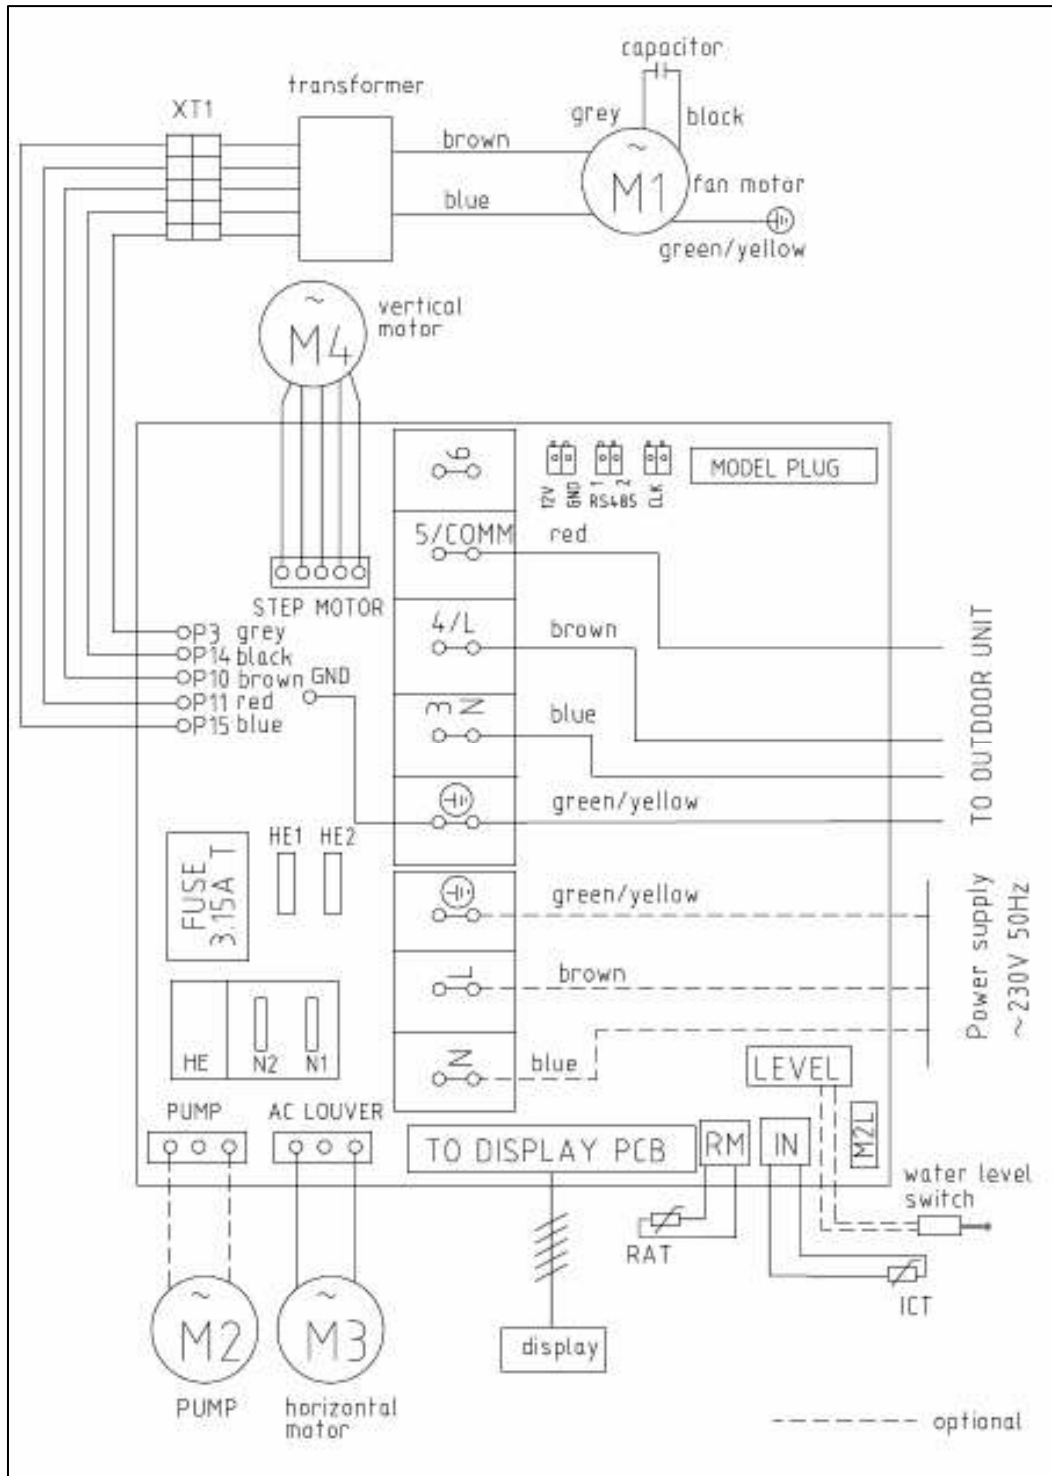 capacitor
transformer
XT1
grey
black
brown
~
M1
fan motor
blue
green/yellow
~
M4
vertical
motor
6
12V
GND
1
2
RS485
CLK
MODEL PLUG
5/COMM
red
STEP MOTOR
4/L
brown
P3 grey
P14 black
P10 brown
GND
P11 red
P15 blue
3 N
blue
TO OUTDOOR UNIT
green/yellow
HE1
HE2
FUSE
3.15A T
green/yellow
L
brown
Power supply
~230V 50Hz
HE
N2
N1
N
blue
LEVEL
PUMP
AC LOUVER
TO DISPLAY PCB
RM
IN
M2L
water level
switch
RAT
ICT
~
M2
~
M3
display
PUMP
horizontal
motor
optional